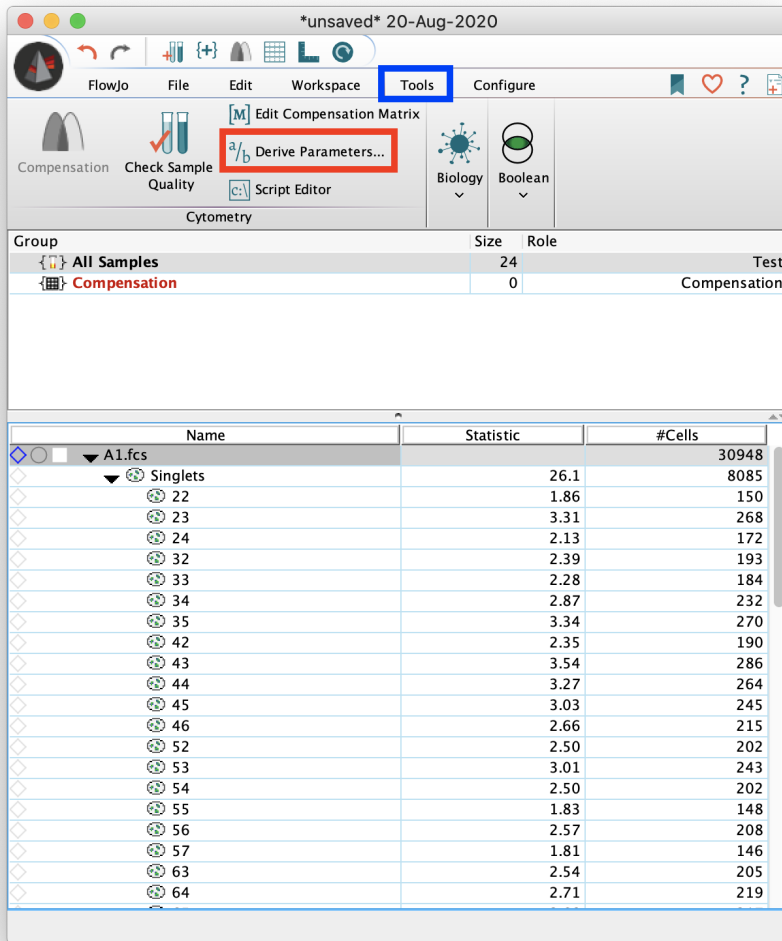 *unsaved* 20-Aug-2020
FlowJo File Edit Workspace Tools Configure ?
[M] Edit Compensation Matrix
a/b Derive Parameters...
c:\ Script Editor
Compensation
Check Sample
Quality
Biology
Boolean
Cytometry
Group Size Role
All Samples 24 Test
Compensation 0 Compensation
Name Statistic #Cells
A1.fcs 30948
Singlets 26.1 8085
22 1.86 150
23 3.31 268
24 2.13 172
32 2.39 193
33 2.28 184
34 2.87 232
35 3.34 270
42 2.35 190
43 3.54 286
44 3.27 264
45 3.03 245
46 2.66 215
52 2.50 202
53 3.01 243
54 2.50 202
55 1.83 148
56 2.57 208
57 1.81 146
63 2.54 205
64 2.71 219